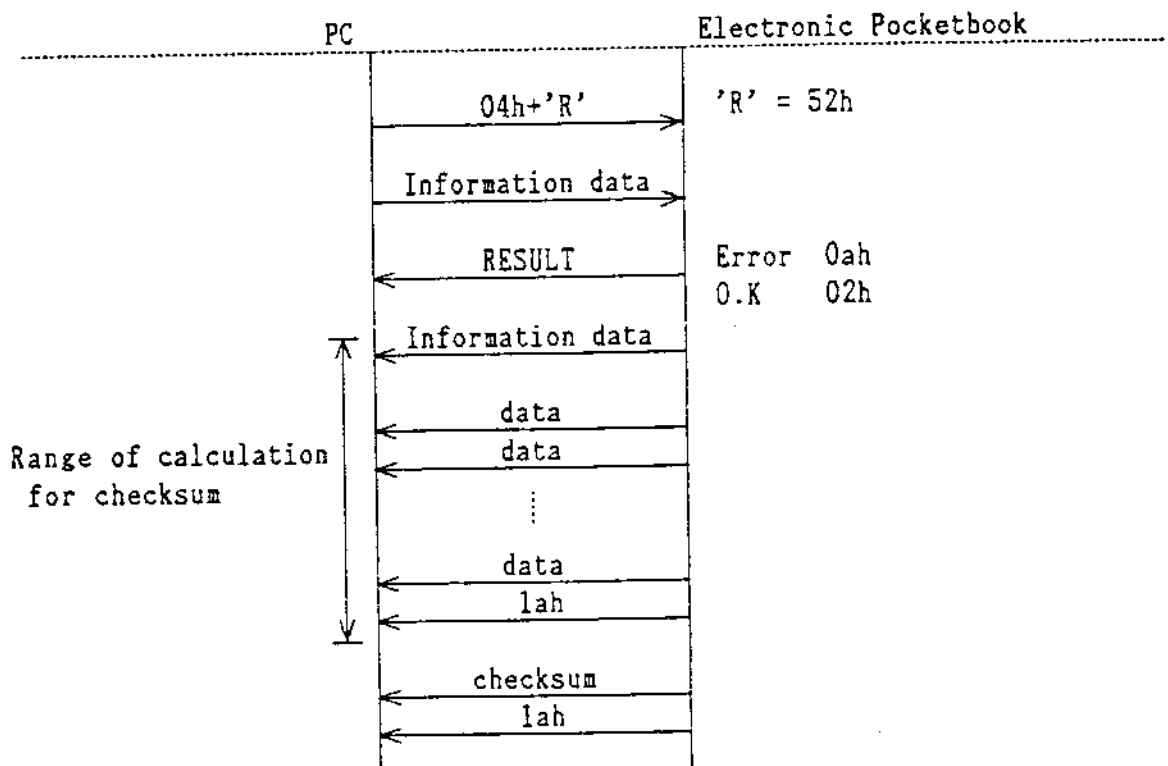 PC Electronic Pocketbook
04h+'R' 'R' = 52h
Information data
RESULT Error 0ah
O.K 02h
Information data
data
Range of calculation data
for checksum
data
1ah
checksum
1ah